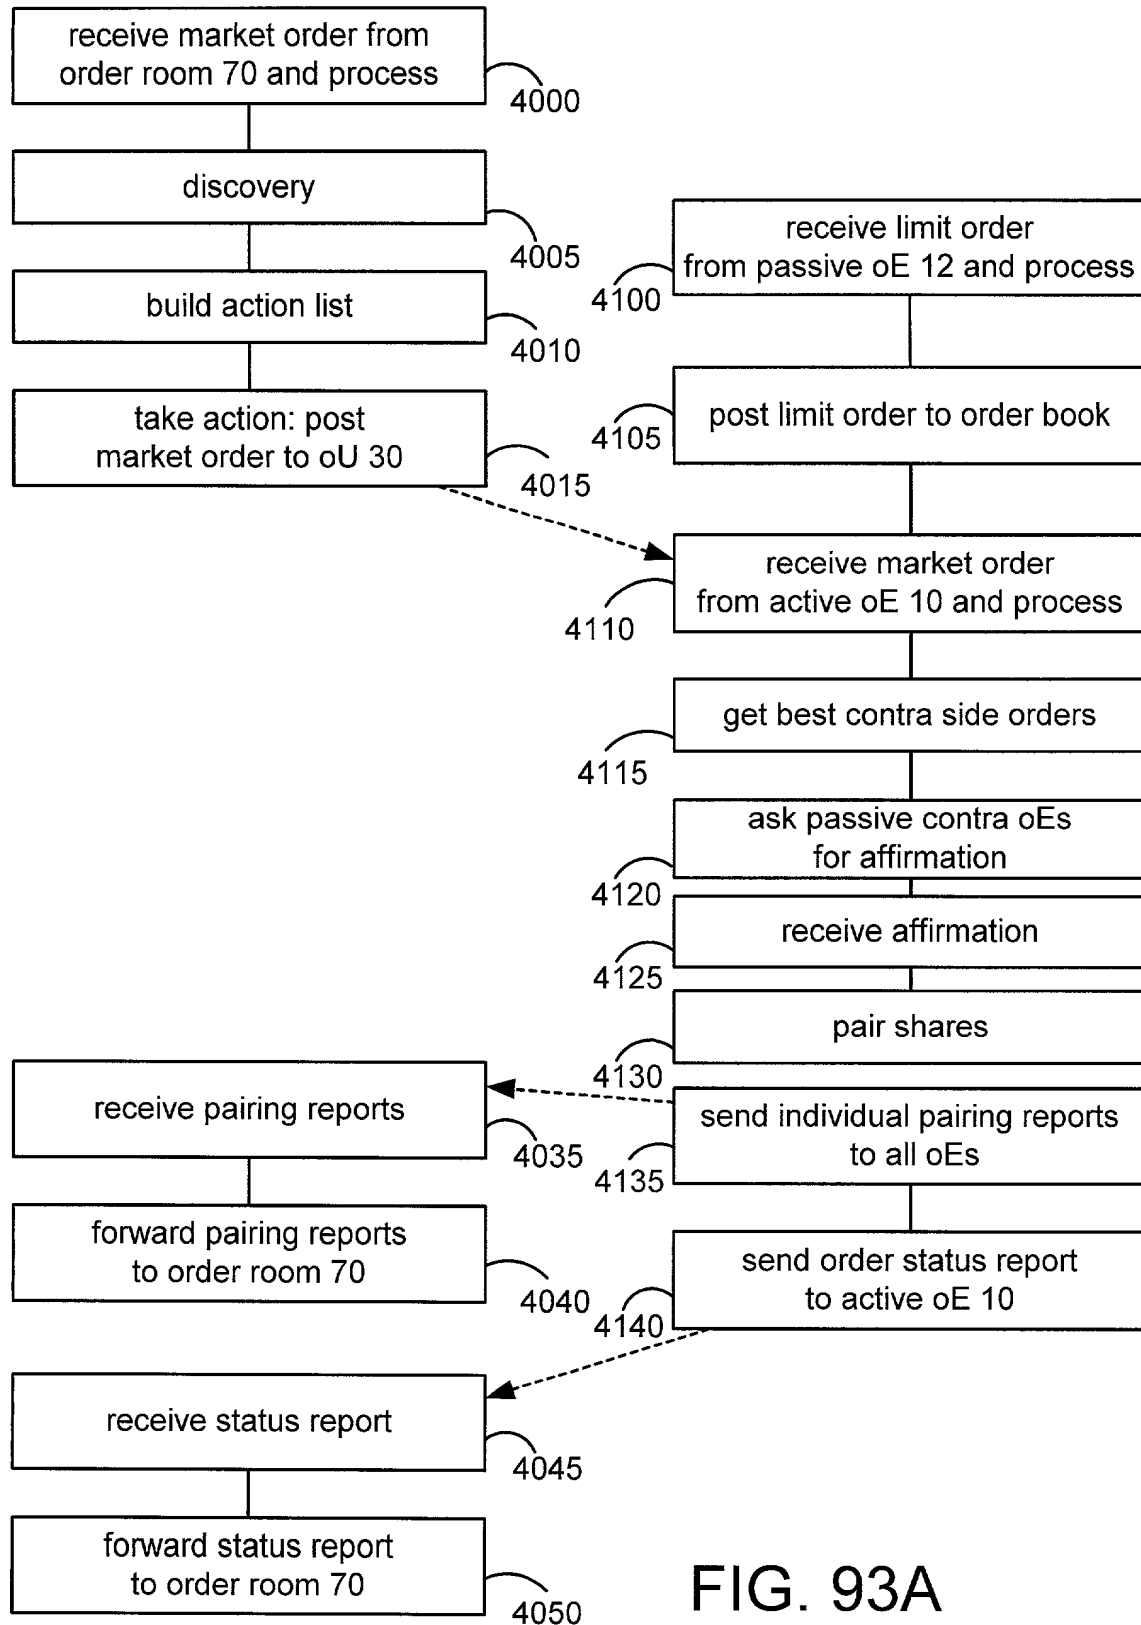 receive market order from
order room 70 and process
4000
discovery
4005
build action list
4010
take action: post
market order to oU 30
4015
receive limit order
from passive oE 12 and process
4100
post limit order to order book
4105
receive market order
from active oE 10 and process
4110
get best contra side orders
4115
ask passive contra oEs
for affirmation
4120
receive affirmation
4125
pair shares
4130
send individual pairing reports
to all oEs
4135
send order status report
to active oE 10
4140
receive pairing reports
4035
forward pairing reports
to order room 70
4040
receive status report
4045
forward status report
to order room 70
4050
FIG. 93A